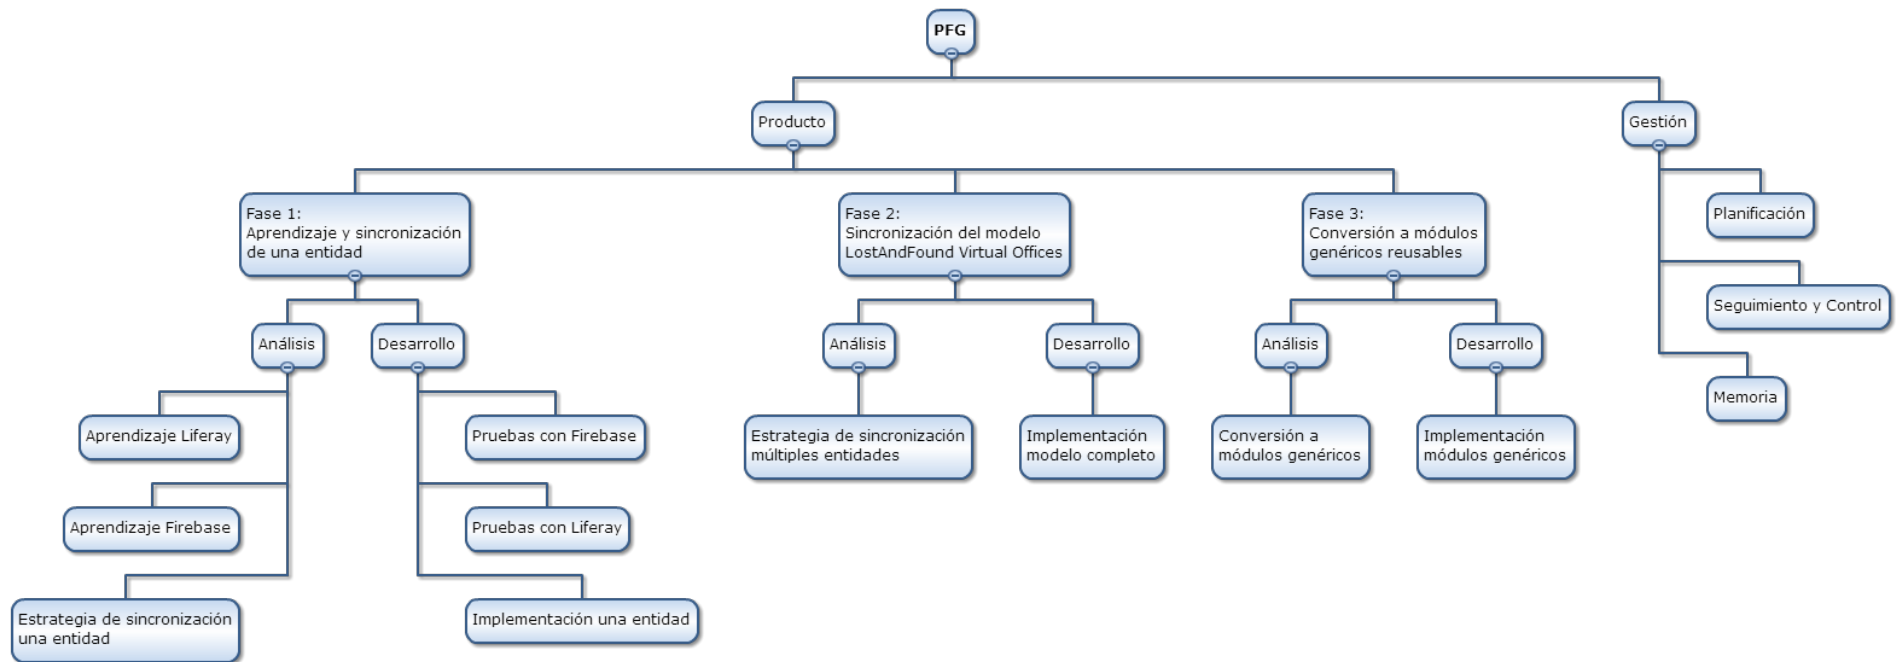 PFG
Producto
Gestión
Fase 1:
Aprendizaje y sincronización
de una entidad
Fase 2:
Sincronización del modelo
LostAndFound Virtual Offices
Fase 3:
Conversión a módulos
genéricos reusables
Planificación
Seguimiento y Control
Memoria
Análisis
Desarrollo
Análisis
Desarrollo
Análisis
Desarrollo
Aprendizaje Liferay
Aprendizaje Firebase
Estrategia de sincronización
una entidad
Pruebas con Firebase
Pruebas con Liferay
Implementación una entidad
Estrategia de sincronización
múltiples entidades
Implementación
modelo completo
Conversión a
módulos genéricos
Implementación
módulos genéricos